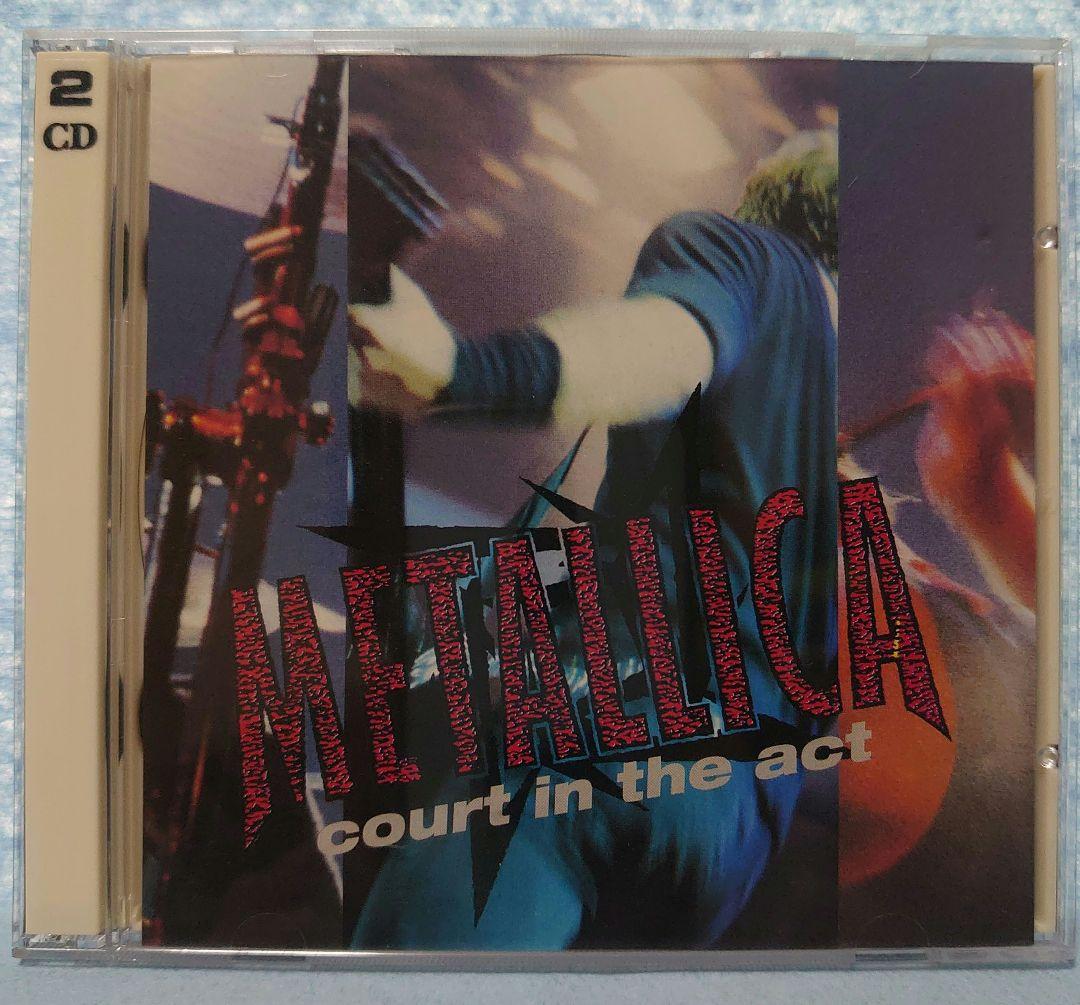 2
CD
METALLICA
court in the act